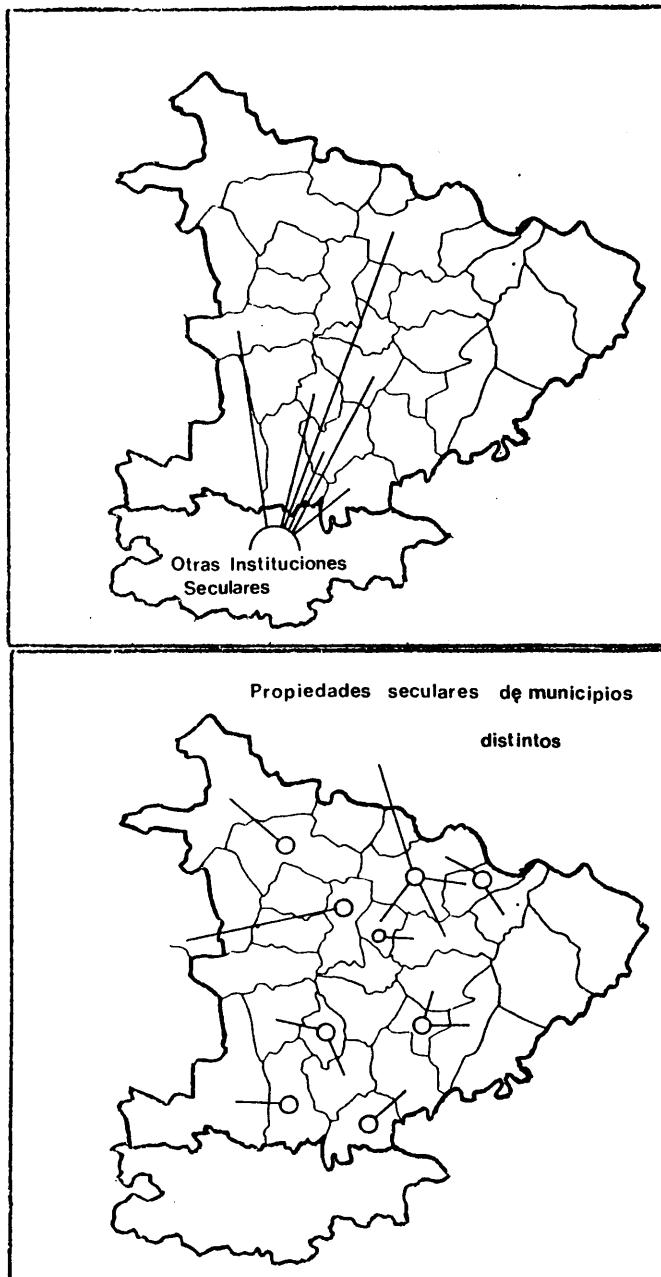 Otras Instituciones
Seculares
Propiedades seculares de municipios
distintos